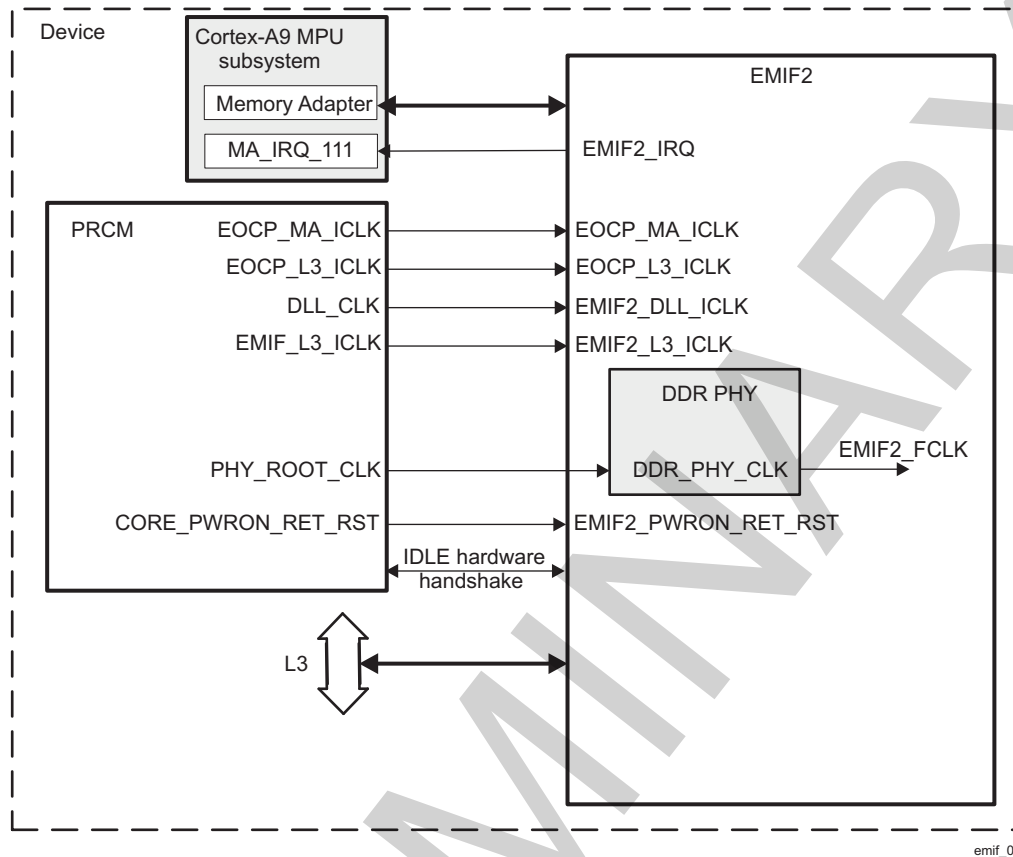 Device
Cortex-A9 MPU
subsystem
Memory Adapter
MA_IRQ_111
EMIF2
EMIF2_IRQ
PRCM
EOCP_MA_ICLK
EOCP_MA_ICLK
EOCP_L3_ICLK
EOCP_L3_ICLK
DLL_CLK
EMIF2_DLL_ICLK
EMIF_L3_ICLK
EMIF2_L3_ICLK
DDR PHY
PHY_ROOT_CLK
DDR_PHY_CLK
EMIF2_FCLK
CORE_PWRON_RET_RST
EMIF2_PWRON_RET_RST
IDLE hardware
handshake
L3
MINARY